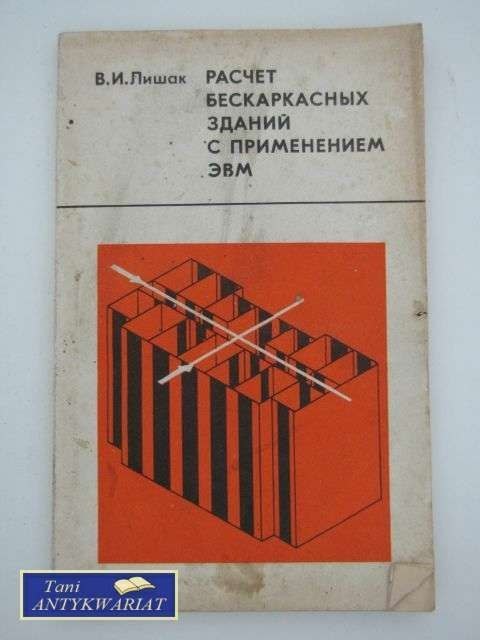 В.И.Лишак
РАСЧЕТ
БЕСКАРКАСНЫХ
ЗДАНИЙ
С ПРИМЕНЕНИЕМ
ЭВМ
Tani
ANTYKWARIAT